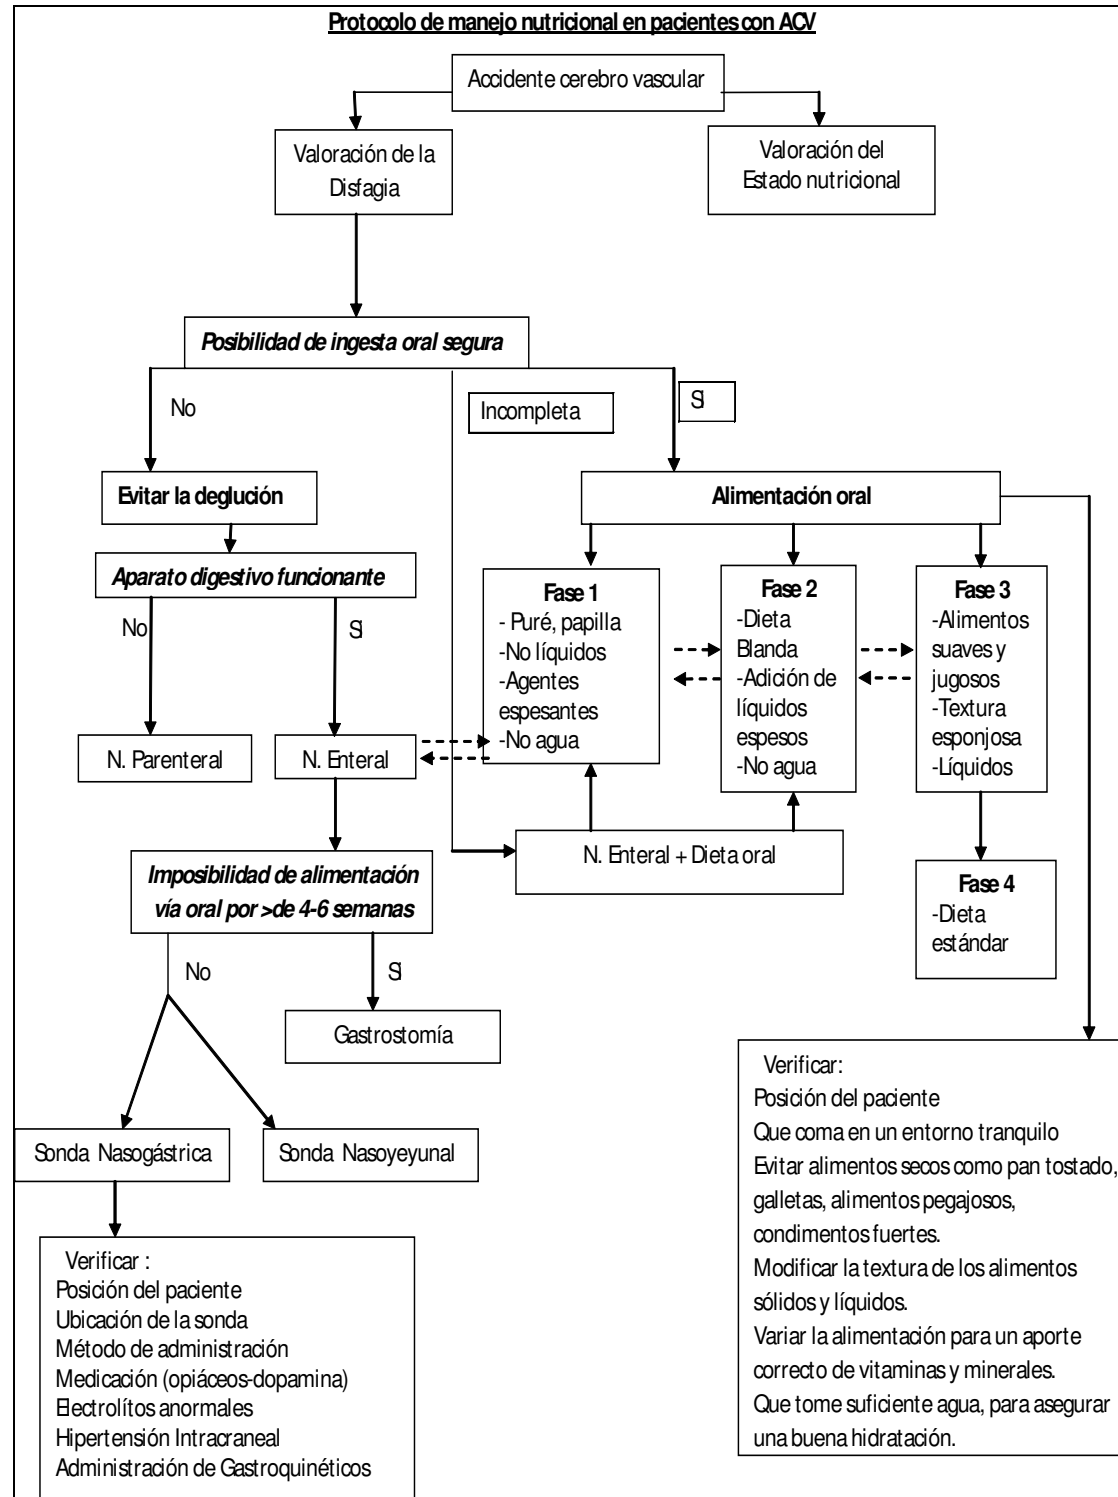 Protocolo de manejo nutricional en pacientes con ACV
Accidente cerebro vascular
Valoración de la
Disfagia
Valoración del
Estado nutricional
Posibilidad de ingesta oral segura
No
Incompleta
Si
Evitar la deglución
Alimentación oral
Aparato digestivo funcionante
No
Si
Fase 1
- Puré, papilla
-No líquidos
-Agentes
espesantes
-No agua
Fase 2
-Dieta
Blanda
-Adición de
líquidos
espesos
-No agua
Fase 3
-Alimentos
suaves y
jugosos
-Textura
esponjosa
-Líquidos
N. Parenteral
N. Enteral
N. Enteral + Dieta oral
Imposibilidad de alimentación
vía oral por >de 4-6 semanas
Fase 4
-Dieta
estándar
No
Si
Gastrostomía
Sonda Nasogástrica
Sonda Nasoyeyunal
Verificar :
Posición del paciente
Ubicación de la sonda
Método de administración
Medicación (opiáceos-dopamina)
Electrolítos anormales
Hipertensión Intracraneal
Administración de Gastroquinéticos
Verificar:
Posición del paciente
Que coma en un entorno tranquilo
Evitar alimentos secos como pan tostado,
galletas, alimentos pegajosos,
condimentos fuertes.
Modificar la textura de los alimentos
sólidos y líquidos.
Variar la alimentación para un aporte
correcto de vitaminas y minerales.
Que tome suficiente agua, para asegurar
una buena hidratación.